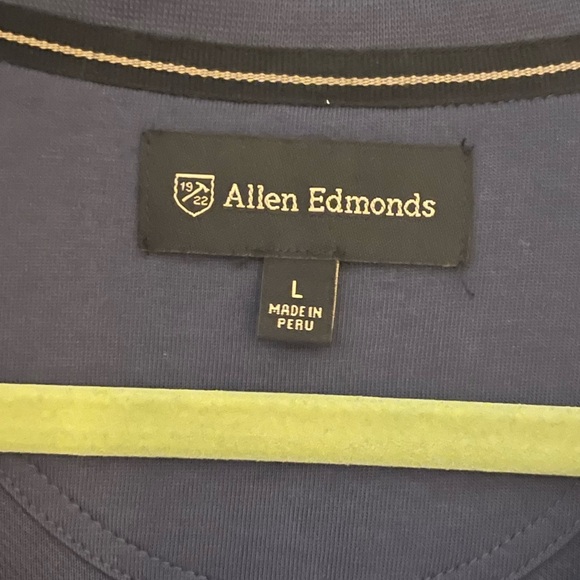 19
22
Allen Edmonds
L
MADE IN
PERU